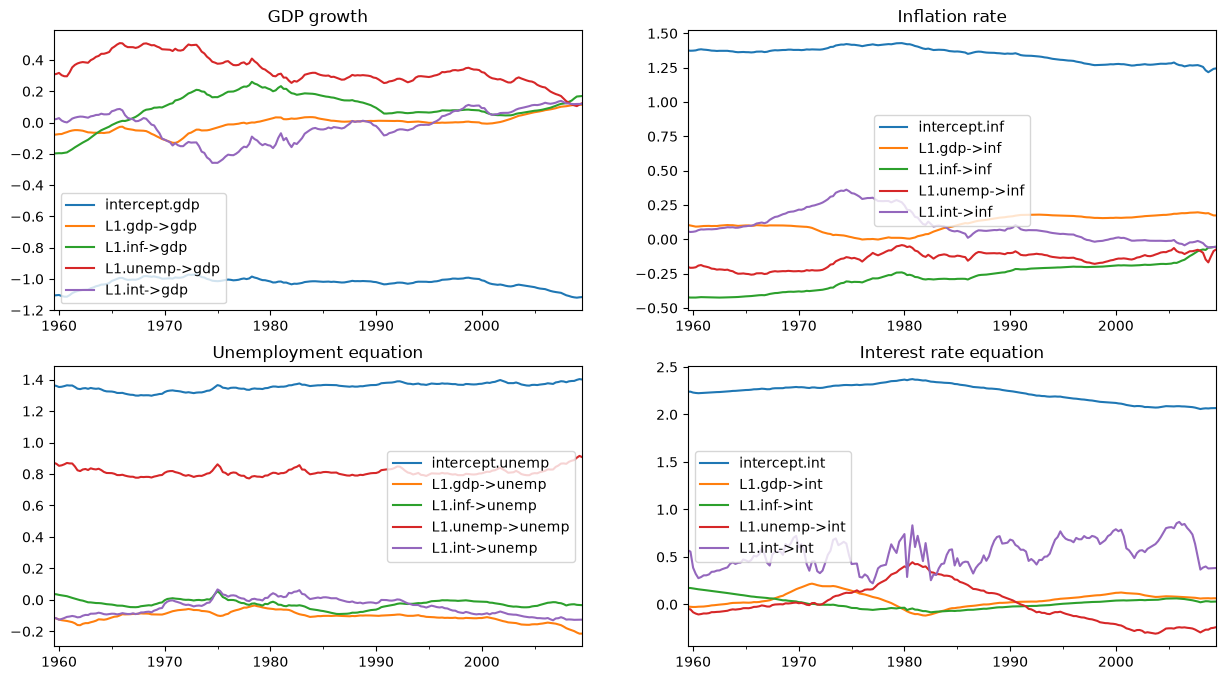 GDP growth
0.4
0.2
0.0
−0.2
−0.4
−0.6
−0.8
−1.0
−1.2
intercept.gdp
L1.gdp->gdp
L1.inf->gdp
L1.unemp->gdp
L1.int->gdp
1960 1970 1980 1990 2000
Inflation rate
1.50
1.25
1.00
0.75
0.50
0.25
0.00
−0.25
−0.50
intercept.inf
L1.gdp->inf
L1.inf->inf
L1.unemp->inf
L1.int->inf
1960 1970 1980 1990 2000
Unemployment equation
1.4
1.2
1.0
0.8
0.6
0.4
0.2
0.0
−0.2
intercept.unemp
L1.gdp->unemp
L1.inf->unemp
L1.unemp->unemp
L1.int->unemp
1960 1970 1980 1990 2000
Interest rate equation
2.5
2.0
1.5
1.0
0.5
0.0
intercept.int
L1.gdp->int
L1.inf->int
L1.unemp->int
L1.int->int
1960 1970 1980 1990 2000